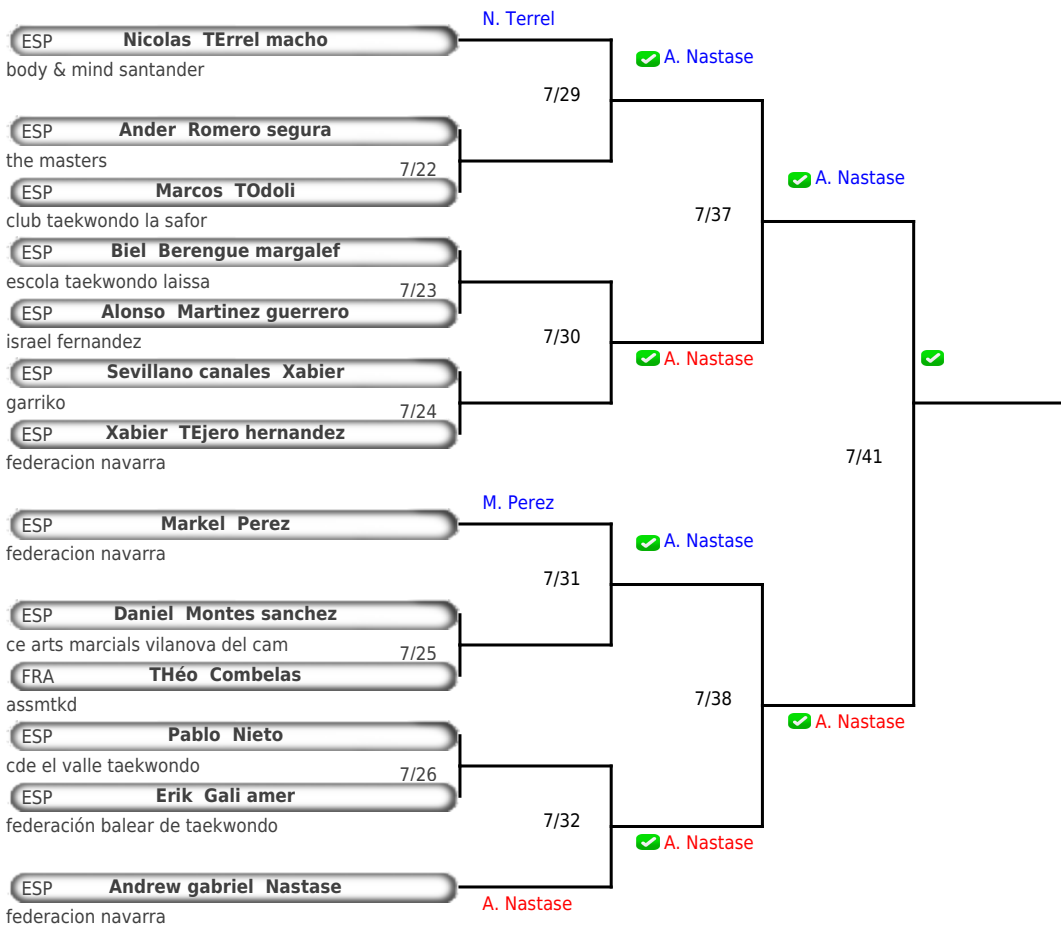 N. Terrel
ESP Nicolas TErrel macho
body & mind santander
A. Nastase
7/29
ESP Ander Romero segura
the masters
7/22
ESP Marcos TOdoli
club taekwondo la safor
A. Nastase
7/37
ESP Biel Berengue margalef
escola taekwondo laissa
7/23
ESP Alonso Martinez guerrero
israel fernandez
7/30
A. Nastase
ESP Sevillano canales Xabier
garriko
7/24
ESP Xabier TEjero hernandez
federacion navarra
7/41
M. Perez
ESP Markel Perez
federacion navarra
A. Nastase
7/31
ESP Daniel Montes sanchez
ce arts marcials vilanova del cam
7/25
FRA THéo Combelas
assmtkd
7/38
A. Nastase
ESP Pablo Nieto
cde el valle taekwondo
7/26
ESP Erik Gali amer
federación balear de taekwondo
7/32
A. Nastase
ESP Andrew gabriel Nastase
A. Nastase
federacion navarra